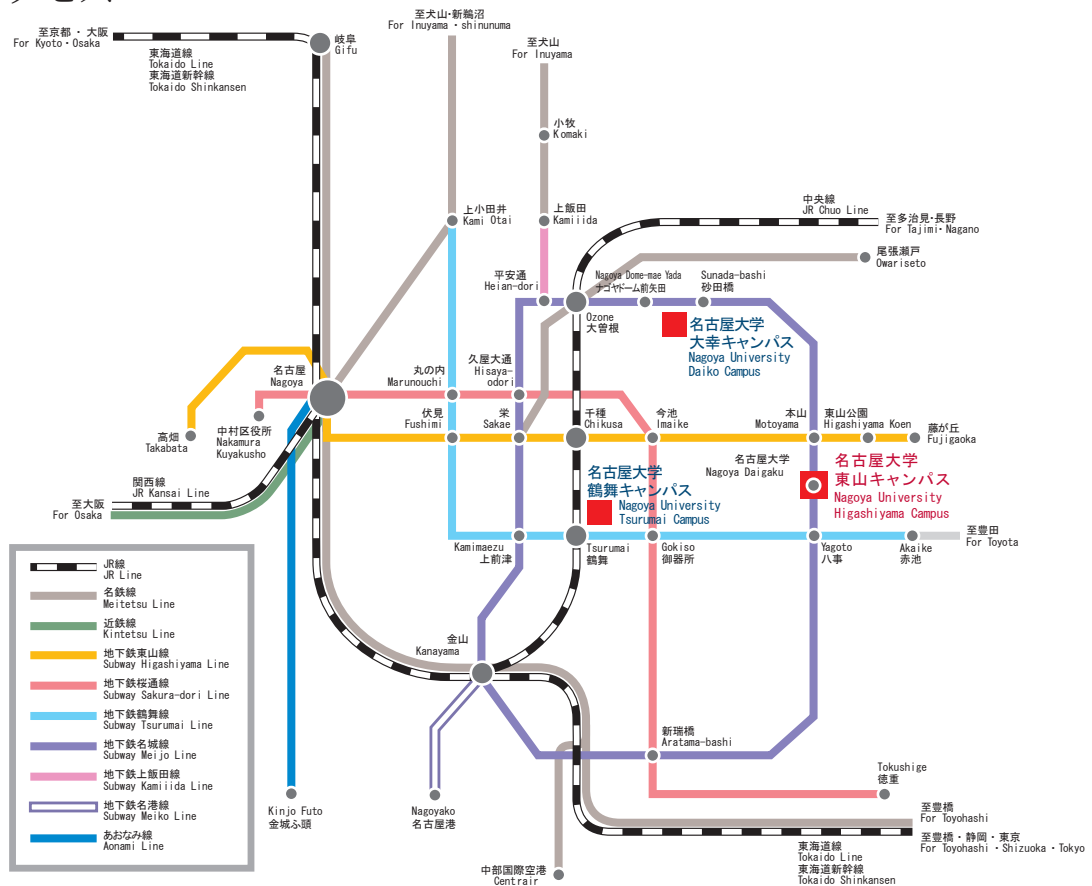 至京都・大阪
For Kyoto・Osaka
東海道線
Tokaido Line
東海道新幹線
Tokaido Shinkansen
岐阜
Gifu
至犬山・新鵜沼
For Inuyama・shinunuma
至犬山
For Inuyama
小牧
Komaki
上小田井
Kami Otai
上飯田
Kamiiida
中央線
JR Chuo Line
至多治見・長野
For Tajimi・Nagano
尾張瀬戸
Owariseto
平安通
Heian-dori
Nagoya Dome-mae Yada
ナゴヤドーム前矢田
Sunada-bashi
砂田橋
Ozone
大曽根
名古屋大学
大幸キャンパス
Nagoya University
Daiko Campus
名古屋
Nagoya
丸の内
Marunouchi
久屋大通
Hisaya-
odori
高畑
Takabata
中村区役所
Nakamura
Kuyakusho
伏見
Fushimi
栄
Sakae
千種
Chikusa
今池
Imaike
本山
Motoyama
東山公園
Higashiyama Koen
藤が丘
Fujigaoka
名古屋大学
Nagoya Daigaku
名古屋大学
東山キャンパス
Nagoya University
Higashiyama Campus
名古屋大学
鶴舞キャンパス
Nagoya University
Tsurumai Campus
関西線
JR Kansai Line
至大阪
For Osaka
Kamimaezu
上前津
Tsurumai
鶴舞
Gokiso
御器所
Yagoto
八事
Akaike
赤池
至豊田
For Toyota
JR線
JR Line
名鉄線
Meitetsu Line
近鉄線
Kintetsu Line
地下鉄東山線
Subway Higashiyama Line
地下鉄桜通線
Subway Sakura-dori Line
地下鉄鶴舞線
Subway Tsurumai Line
地下鉄名城線
Subway Meijo Line
地下鉄上飯田線
Subway Kamiiida Line
地下鉄名港線
Subway Meiko Line
あおなみ線
Aonami Line
金山
Kanayama
新瑞橋
Aratama-bashi
Kinjo Futo
金城ふ頭
Nagoyako
名古屋港
Tokushige
徳重
至豊橋
For Toyohashi
至豊橋・静岡・東京
For Toyohashi・Shizuoka・Tokyo
東海道線
Tokaido Line
東海道新幹線
Tokaido Shinkansen
中部国際空港
Centrair